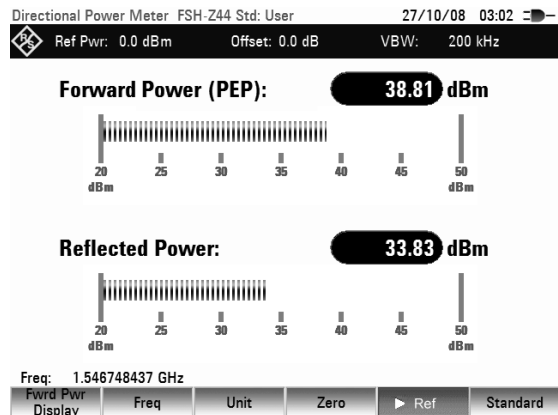 Directional Power Meter FSH-Z44 Std: User 27/10/08 03:02
R&S Ref Pwr: 0.0 dBm Offset: 0.0 dB VBW: 200 kHz
Forward Power (PEP): 38.81 dBm
20 25 30 35 40 45 50
dBm dBm
Reflected Power: 33.83 dBm
20 25 30 35 40 45 50
dBm dBm
Freq: 1.546748437 GHz
Fwrd Pwr Display Freq Unit Zero ► Ref Standard